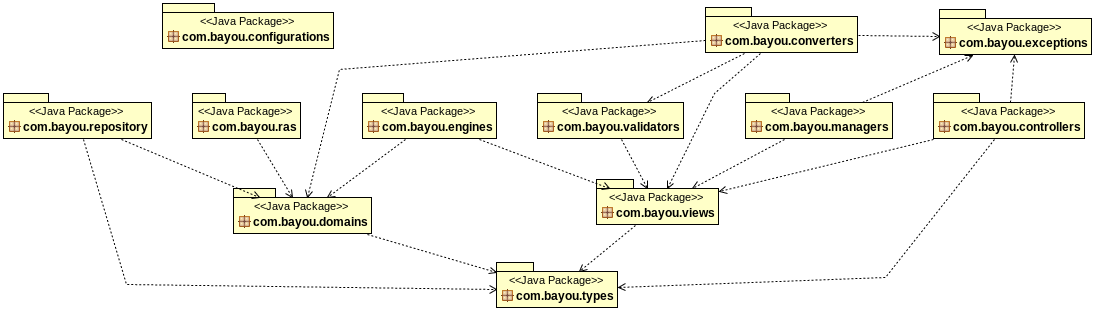 <<Java Package>>
com.bayou.configurations
<<Java Package>>
com.bayou.converters
<<Java Package>>
com.bayou.exceptions
<<Java Package>>
com.bayou.repository
<<Java Package>>
com.bayou.ras
<<Java Package>>
com.bayou.engines
<<Java Package>>
com.bayou.validators
<<Java Package>>
com.bayou.managers
<<Java Package>>
com.bayou.controllers
<<Java Package>>
com.bayou.domains
<<Java Package>>
com.bayou.views
<<Java Package>>
com.bayou.types